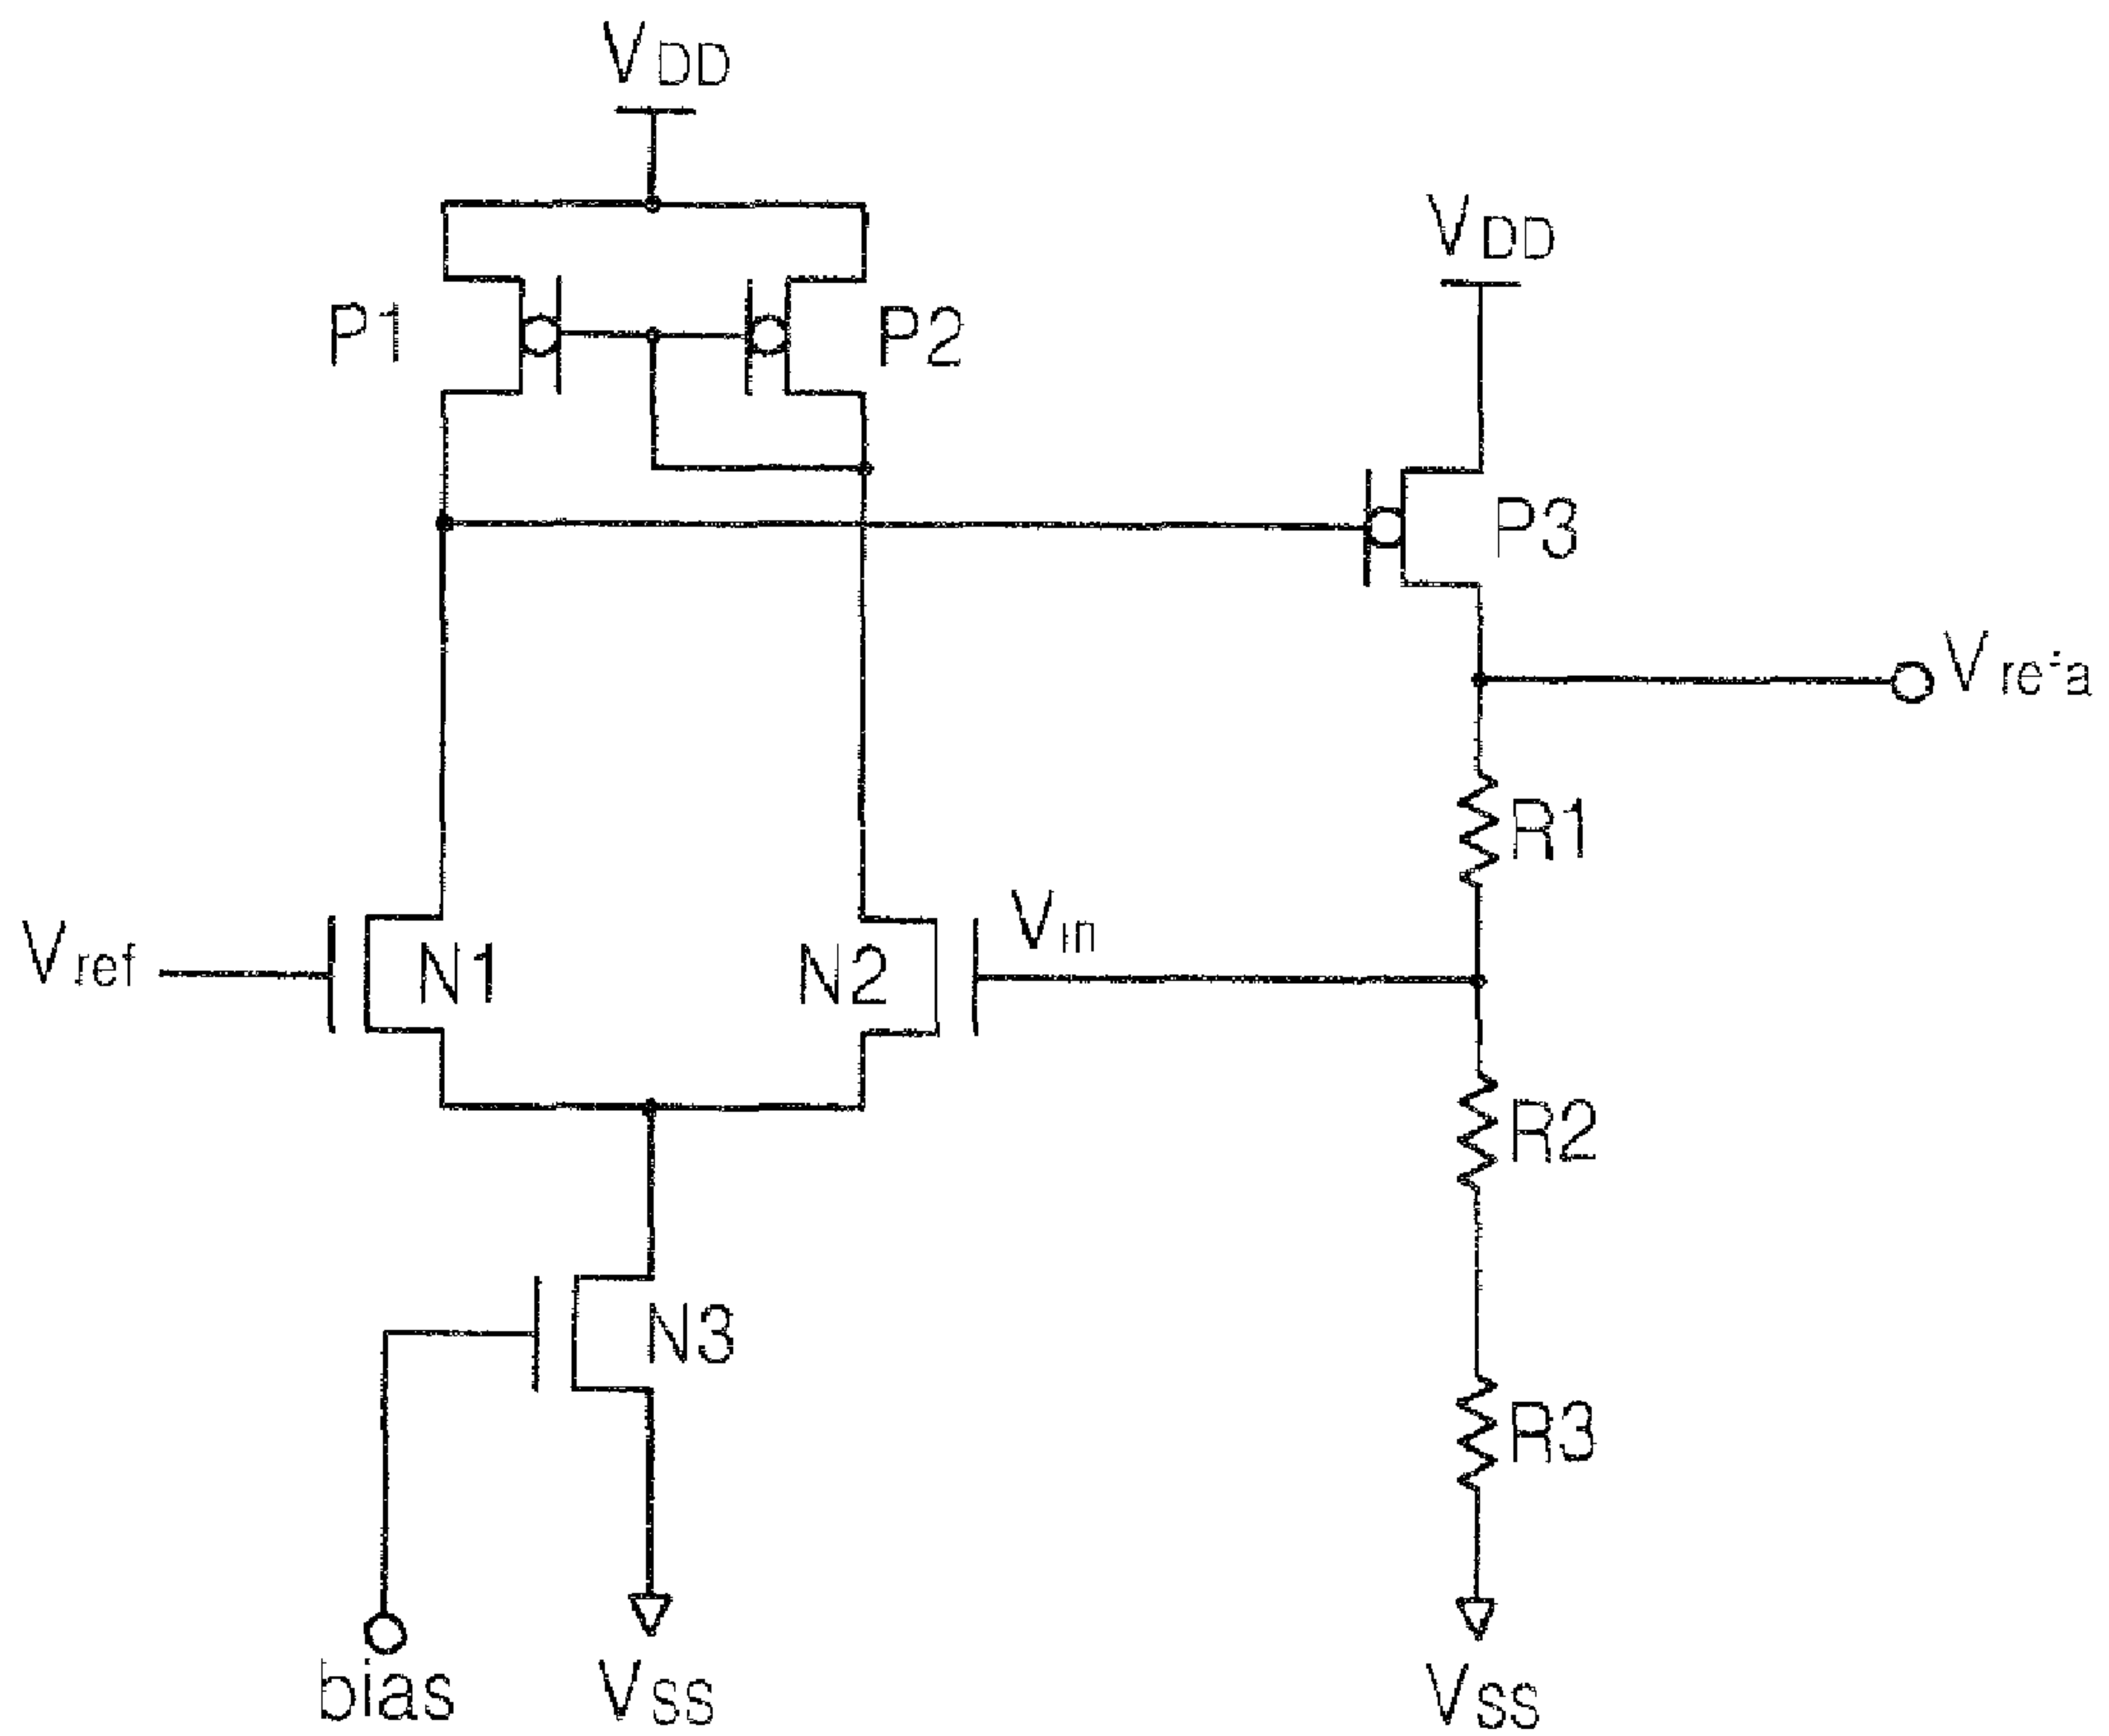 VDD
VDD
P1
P2
P3
Vrefa
R1
Vin
Vref
N1
N2
R2
N3
R3
bias
VSS
VSS